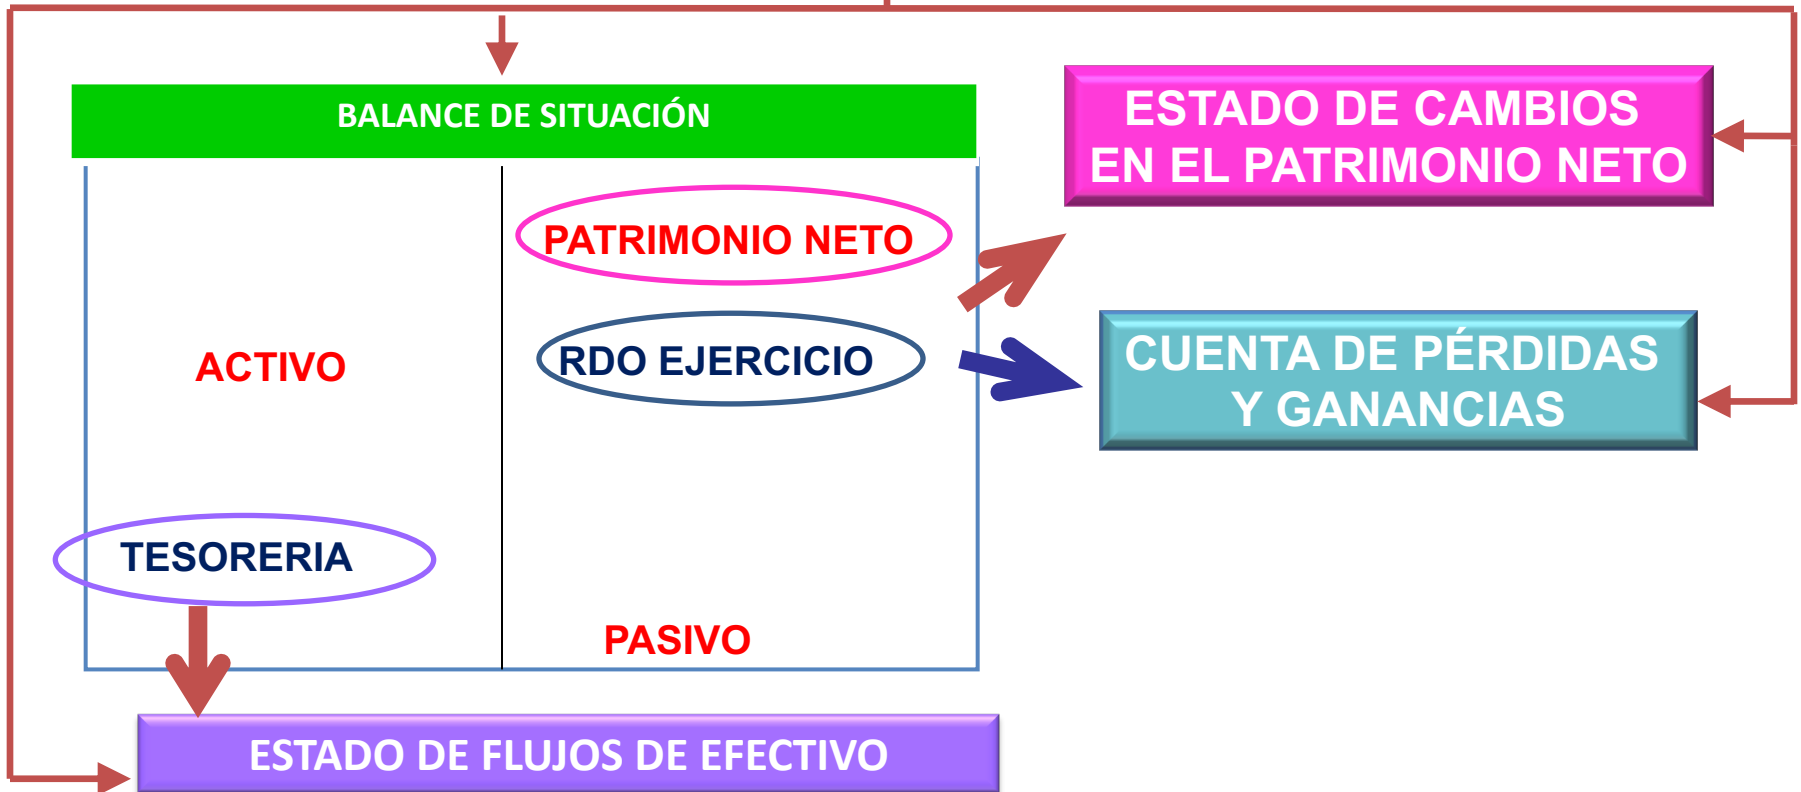 BALANCE DE SITUACIÓN
ESTADO DE CAMBIOS
EN EL PATRIMONIO NETO
PATRIMONIO NETO
ACTIVO
RDO EJERCICIO
CUENTA DE PÉRDIDAS
Y GANANCIAS
TESORERIA
PASIVO
ESTADO DE FLUJOS DE EFECTIVO